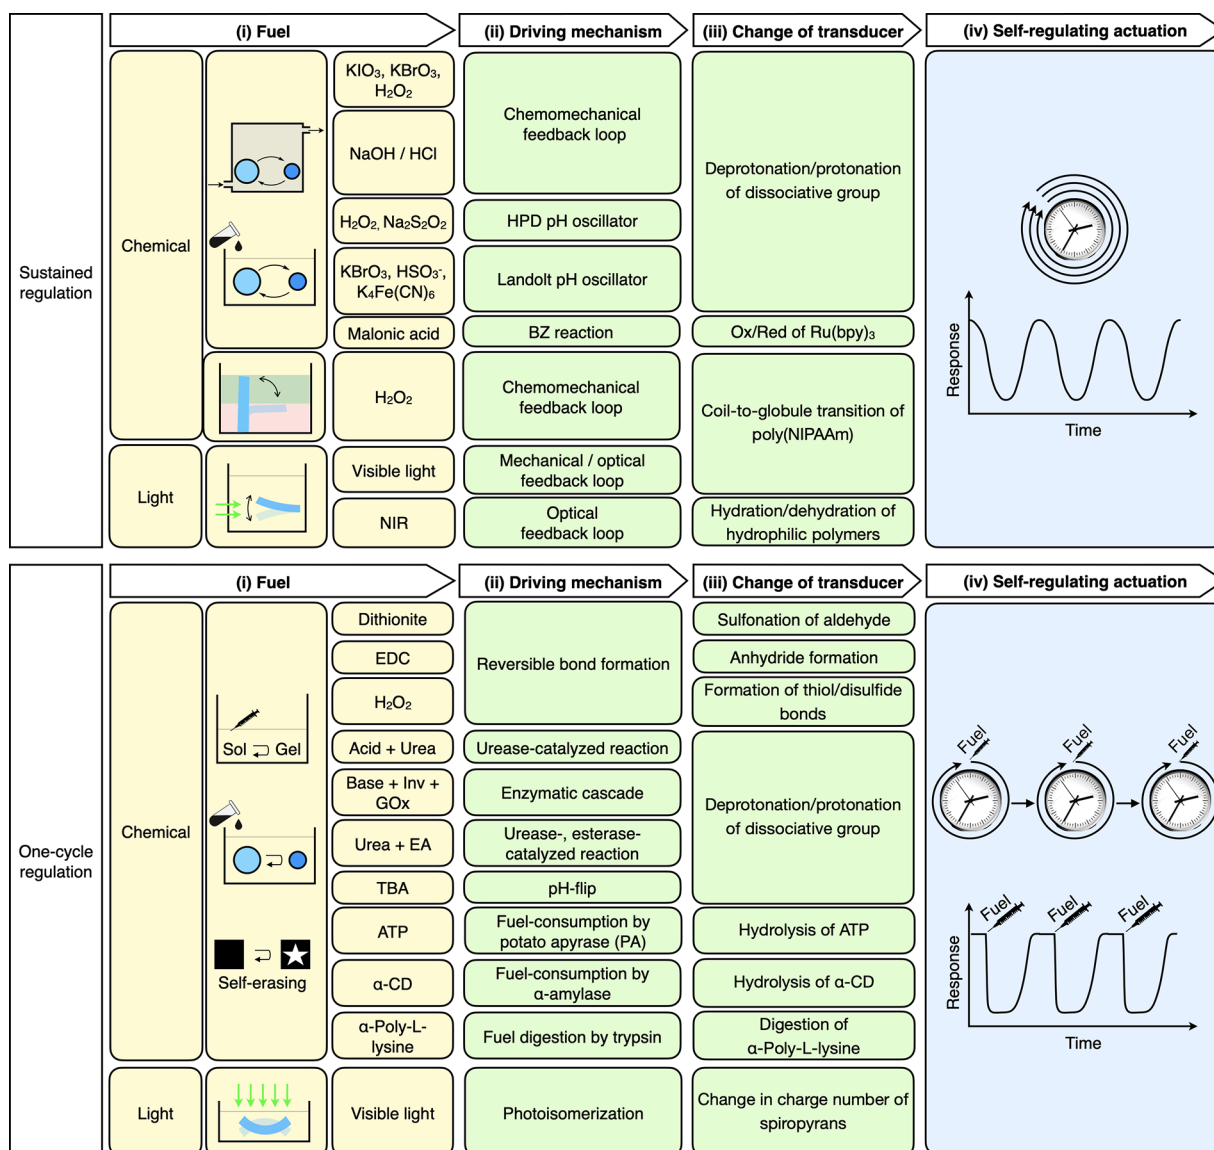 (i) Fuel
(ii) Driving mechanism
(iii) Change of transducer
(iv) Self-regulating actuation
Sustained
regulation
Chemical
KIO₃, KBrO₃,
H₂O₂
NaOH / HCl
Chemomechanical
feedback loop
Deprotonation/protonation
of dissociative group
H₂O₂, Na₂S₂O₂
HPD pH oscillator
KBrO₃, HSO₃⁻,
K₄Fe(CN)₆
Landolt pH oscillator
Malonic acid
BZ reaction
Ox/Red of Ru(bpy)₃
H₂O₂
Chemomechanical
feedback loop
Coil-to-globule transition of
poly(NIPAAm)
Light
Visible light
Mechanical / optical
feedback loop
NIR
Optical
feedback loop
Hydration/dehydration of
hydrophilic polymers
Response
Time
(i) Fuel
(ii) Driving mechanism
(iii) Change of transducer
(iv) Self-regulating actuation
One-cycle
regulation
Chemical
Sol
Gel
Self-erasing
Dithionite
Reversible bond formation
Sulfonation of aldehyde
EDC
Anhydride formation
H₂O₂
Formation of thiol/disulfide
bonds
Acid + Urea
Urease-catalyzed reaction
Deprotonation/protonation
of dissociative group
Base + Inv +
GOx
Enzymatic cascade
Urea + EA
Urease-, esterase-
catalyzed reaction
TBA
pH-flip
ATP
Fuel-consumption by
potato apyrase (PA)
Hydrolysis of ATP
α-CD
Fuel-consumption by
α-amylase
Hydrolysis of α-CD
α-Poly-L-
lysine
Fuel digestion by trypsin
Digestion of
α-Poly-L-lysine
Light
Visible light
Photoisomerization
Change in charge number of
spiropyrans
Fuel
Fuel
Fuel
Fuel
Fuel
Fuel
Response
Time